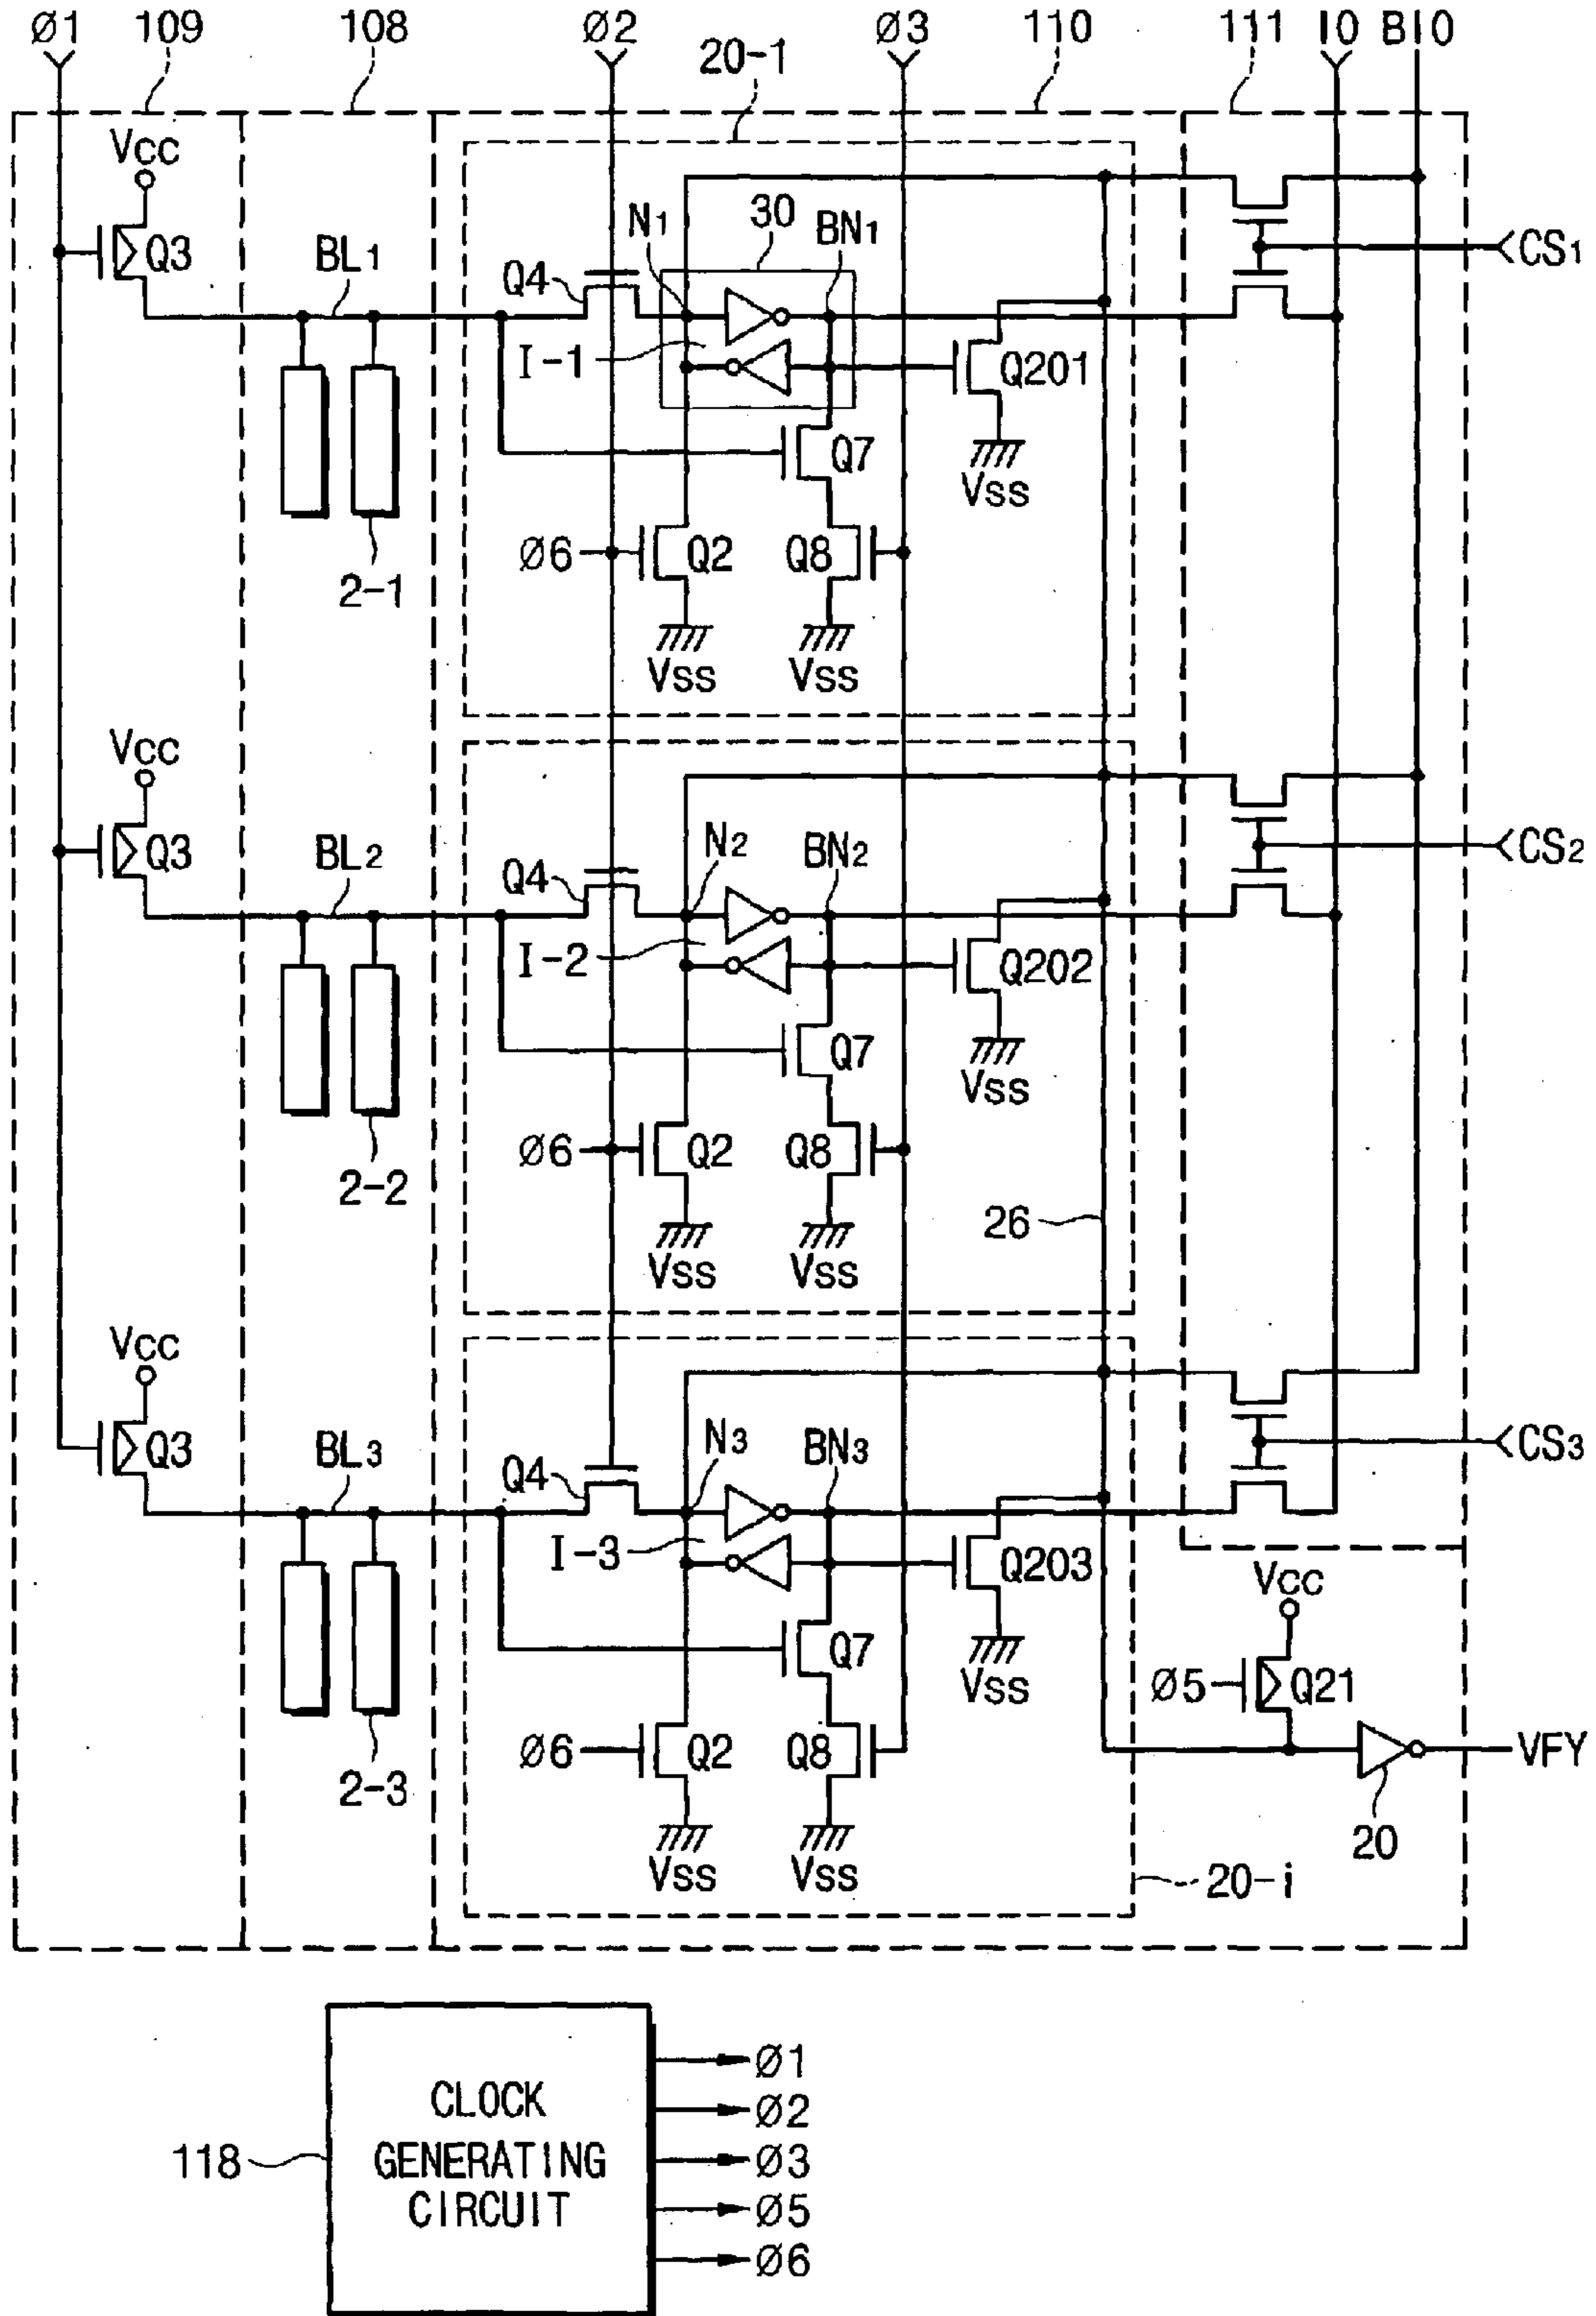 Ø1 109 108 Ø2 Ø3 110 111 IO BIO
20-1
Vcc
30
N1 BN1
Q3 BL1 Q4 CS1
I-1 Q201
Q7
Vss
Ø6 Q2 Q8
2-1
Vss Vss
Vcc
N2 BN2
Q3 BL2 Q4 CS2
I-2 Q202
Q7
Vss
Ø6 Q2 Q8
2-2
26
Vss Vss
Vcc
N3 BN3
Q3 BL3 Q4 CS3
I-3 Q203
Vcc
Q7
Vss
Ø5 Q21
Ø6 Q2 Q8 VFY
2-3
20
Vss Vss
20-i
CLOCK
GENERATING
CIRCUIT
118
Ø1
Ø2
Ø3
Ø5
Ø6